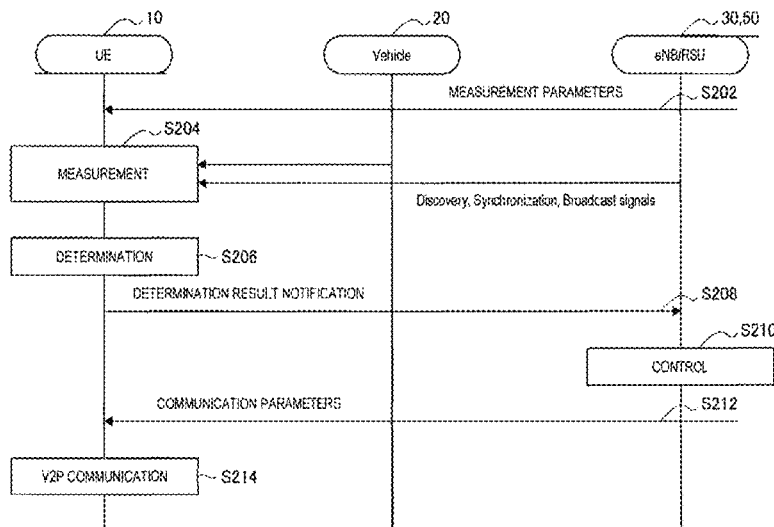 10
20
30,60
UE
Vehicle
eNB/RSU
MEASUREMENT PARAMETERS
S202
S204
MEASUREMENT
Discovery, Synchronization, Broadcast signals
DETERMINATION
S206
DETERMINATION RESULT NOTIFICATION
S208
S210
CONTROL
COMMUNICATION PARAMETERS
S212
V2P COMMUNICATION
S214